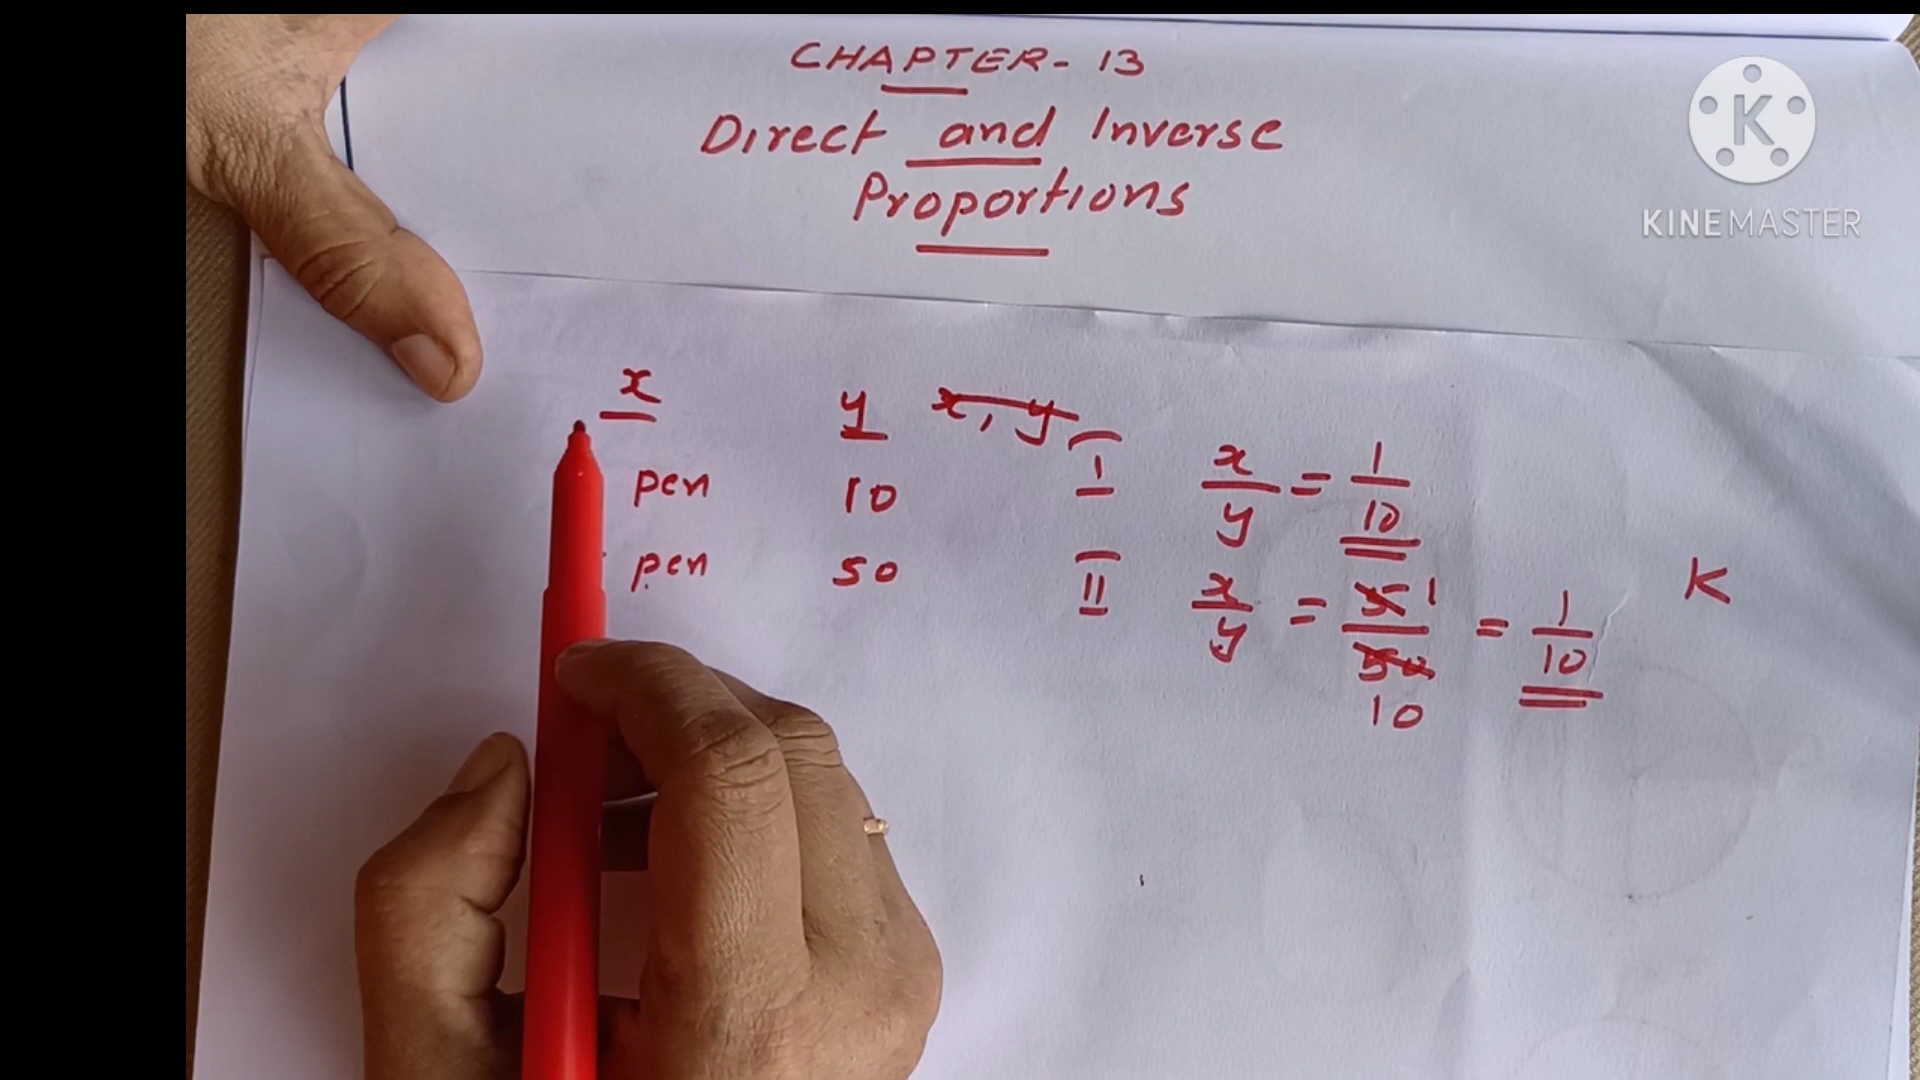 CHAPTER-13
Direct and Inverse
Proportions
K
KINEMASTER
x y x, y
pen 10 I x/y = 1/10
pen 50 II x/y = 5 1/50 10 = 1/10 K